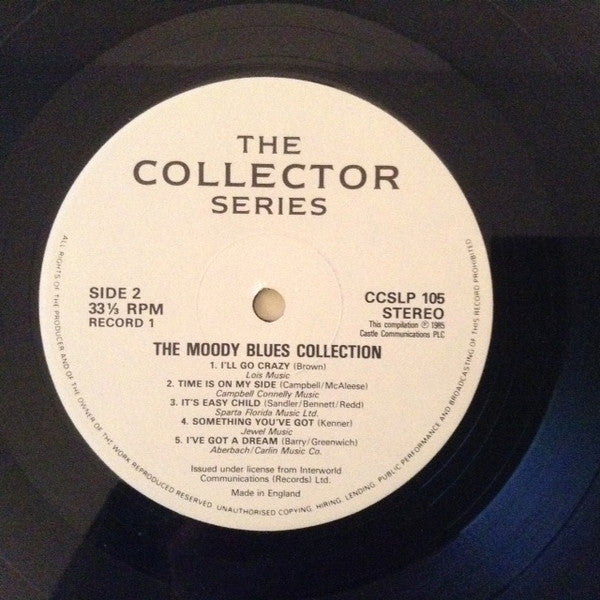 THE
COLLECTOR
SERIES
SIDE 2
33⅓ RPM
RECORD 1
CCSLP 105
STEREO
This compilation ℗ 1985
Castle Communications PLC
THE MOODY BLUES COLLECTION
1. I'LL GO CRAZY (Brown)
Lois Music
2. TIME IS ON MY SIDE (Campbell/McAleese)
Campbell Connelly Music
3. IT'S EASY CHILD (Sandler/Bennett/Redd)
Sparta Florida Music Ltd.
4. SOMETHING YOU'VE GOT (Kenner)
Jewel Music
5. I'VE GOT A DREAM (Barry/Greenwich)
Aberbach/Carlin Music Co.
Issued under license from Interworld
Communications (Records) Ltd.
Made in England
ALL RIGHTS OF THE PRODUCER AND OF THE OWNER OF THE WORK REPRODUCED RESERVED. UNAUTHORISED COPYING, HIRING, LENDING, PUBLIC PERFORMANCE AND BROADCASTING OF THIS RECORD PROHIBITED